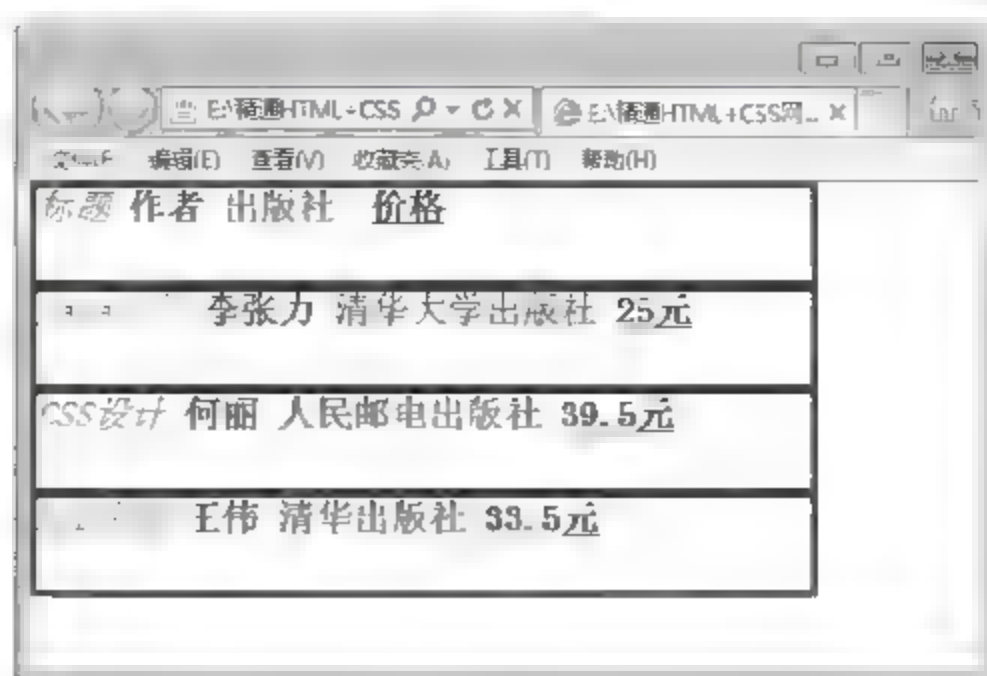 E:\精通HTML+CSS E:\精通HTML+CSS网...
编辑(E) 查看(V) 收藏夹(A) 工具(T) 帮助(H)
标题 作者 出版社 价格
李张力 清华大学出版社 25元
CSS设计 何丽 人民邮电出版社 39.5元
王伟 清华出版社 33.5元